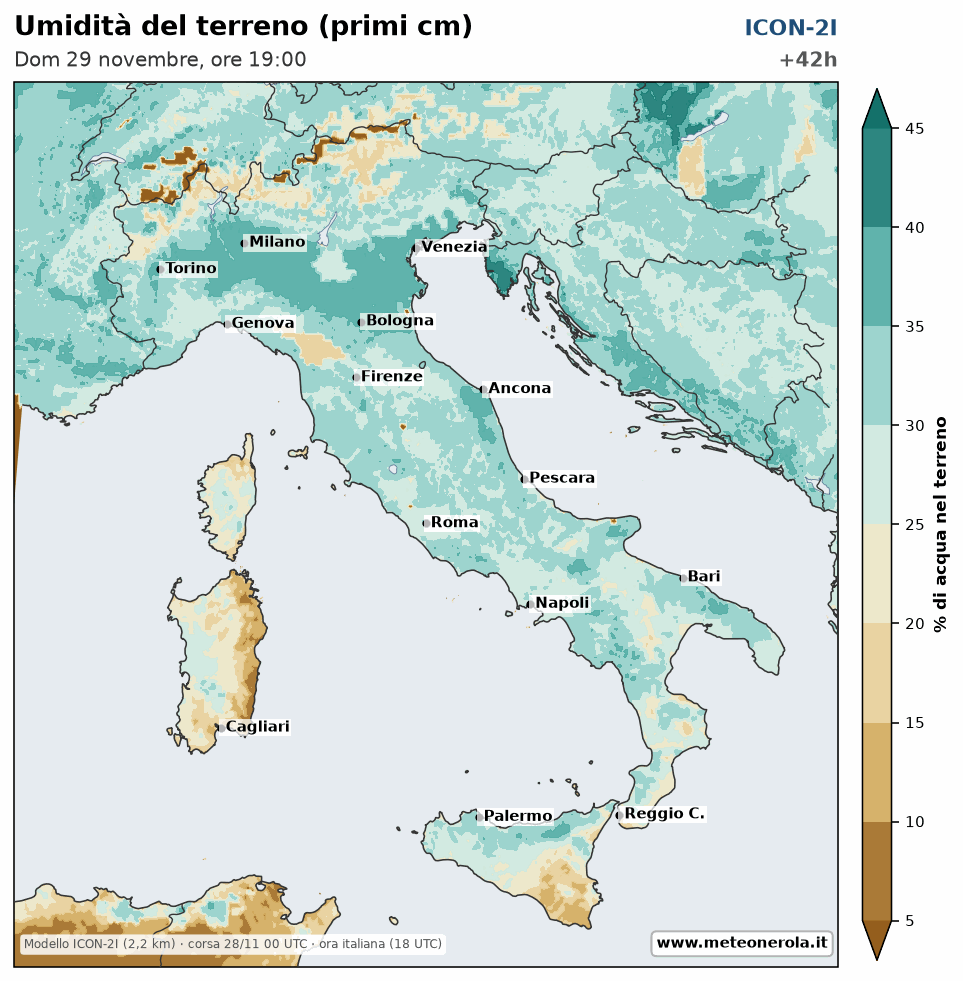 Umidità del terreno (primi cm)
ICON-2I
Dom 29 novembre, ore 19:00
+42h
Milano
Venezia
Torino
Genova
Bologna
Firenze
Ancona
Pescara
Roma
Bari
Napoli
Cagliari
Palermo
Reggio C.
45
40
35
30
25
20
15
10
5
% di acqua nel terreno
Modello ICON-2I (2,2 km) · corsa 28/11 00 UTC · ora italiana (18 UTC)
www.meteonerola.it